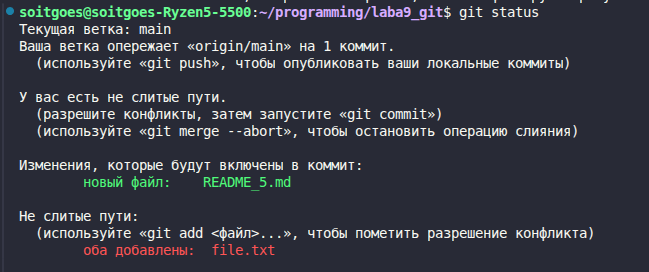 soitgoes@soitgoes-Ryzen5-5500:~/programming/laba9_git$ git status
Текущая ветка: main
Ваша ветка опережает «origin/main» на 1 коммит.
  (используйте «git push», чтобы опубликовать ваши локальные коммиты)

У вас есть не слитые пути.
  (разрешите конфликты, затем запустите «git commit»)
  (используйте «git merge --abort», чтобы остановить операцию слияния)

Изменения, которые будут включены в коммит:
        новый файл:    README_5.md

Не слитые пути:
  (используйте «git add <файл>...», чтобы пометить разрешение конфликта)
        оба добавлены:  file.txt